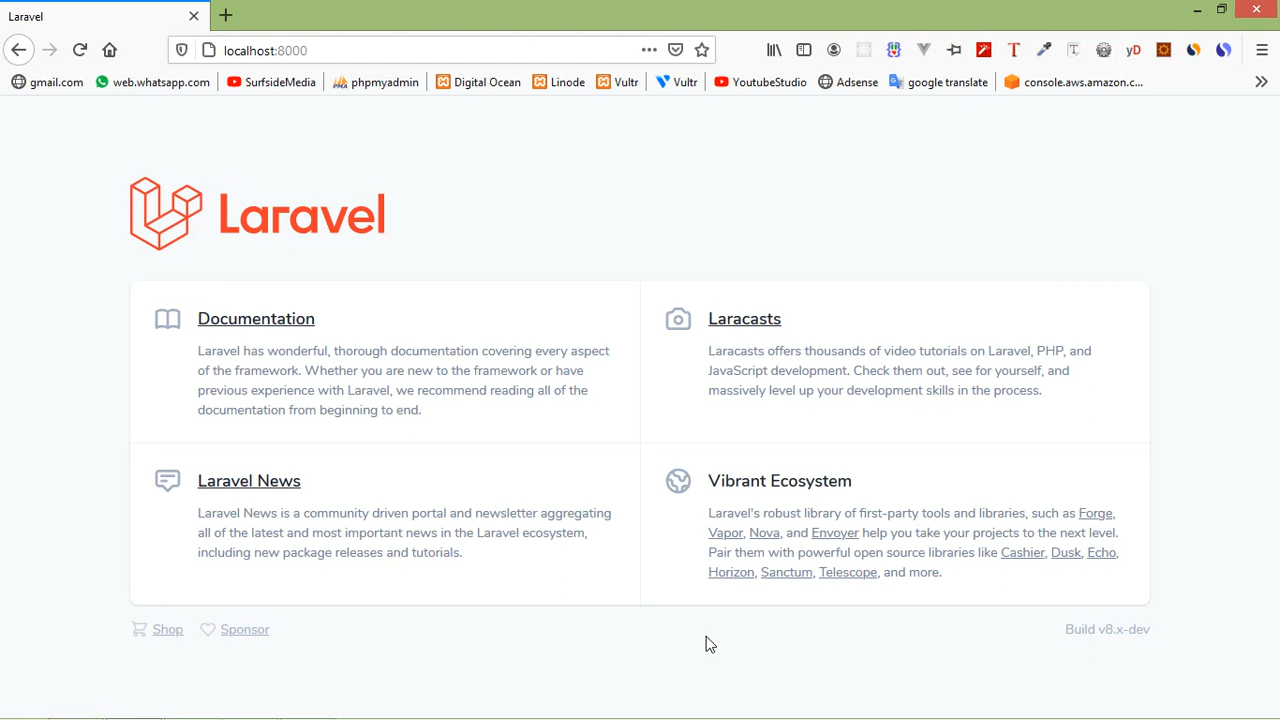 Laravel
localhost:8000
gmail.com
web.whatsapp.com
SurfsideMedia
phpmyadmin
Digital Ocean
Linode
Vultr
Vultr
YoutubeStudio
Adsense
google translate
console.aws.amazon.c...
Laravel
Documentation
Laravel has wonderful, thorough documentation covering every aspect
of the framework. Whether you are new to the framework or have
previous experience with Laravel, we recommend reading all of the
documentation from beginning to end.
Laracasts
Laracasts offers thousands of video tutorials on Laravel, PHP, and
JavaScript development. Check them out, see for yourself, and
massively level up your development skills in the process.
Laravel News
Laravel News is a community driven portal and newsletter aggregating
all of the latest and most important news in the Laravel ecosystem,
including new package releases and tutorials.
Vibrant Ecosystem
Laravel's robust library of first-party tools and libraries, such as Forge,
Vapor, Nova, and Envoyer help you take your projects to the next level.
Pair them with powerful open source libraries like Cashier, Dusk, Echo,
Horizon, Sanctum, Telescope, and more.
Shop
Sponsor
Build v8.x-dev